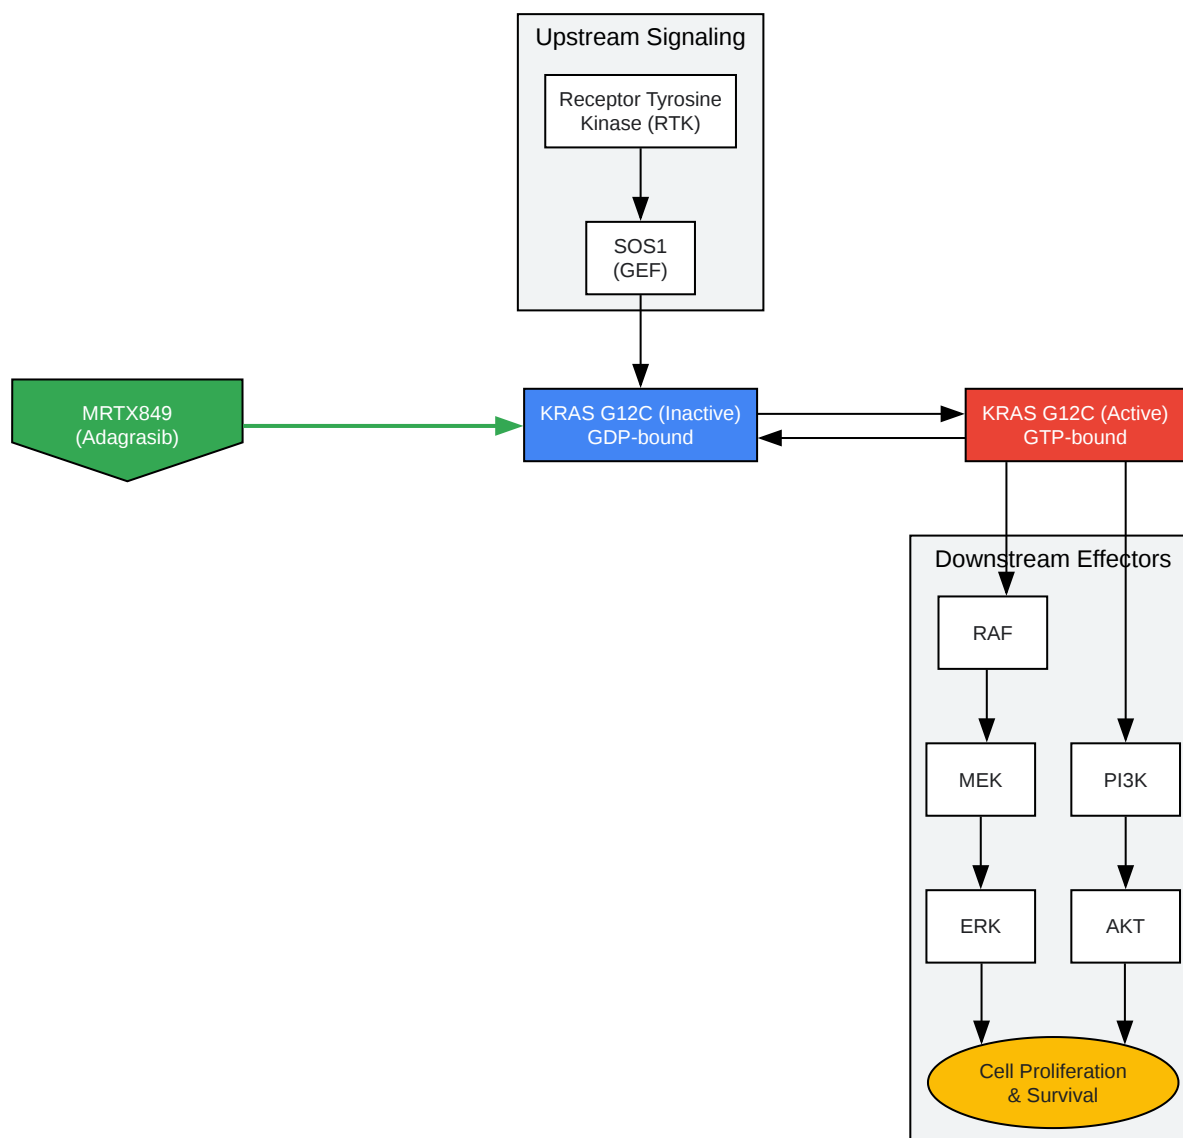 Upstream Signaling
Receptor Tyrosine
Kinase (RTK)
SOS1
(GEF)
MRTX849
(Adagrasib)
KRAS G12C (Inactive)
GDP-bound
KRAS G12C (Active)
GTP-bound
Downstream Effectors
RAF
MEK
PI3K
ERK
AKT
Cell Proliferation
& Survival